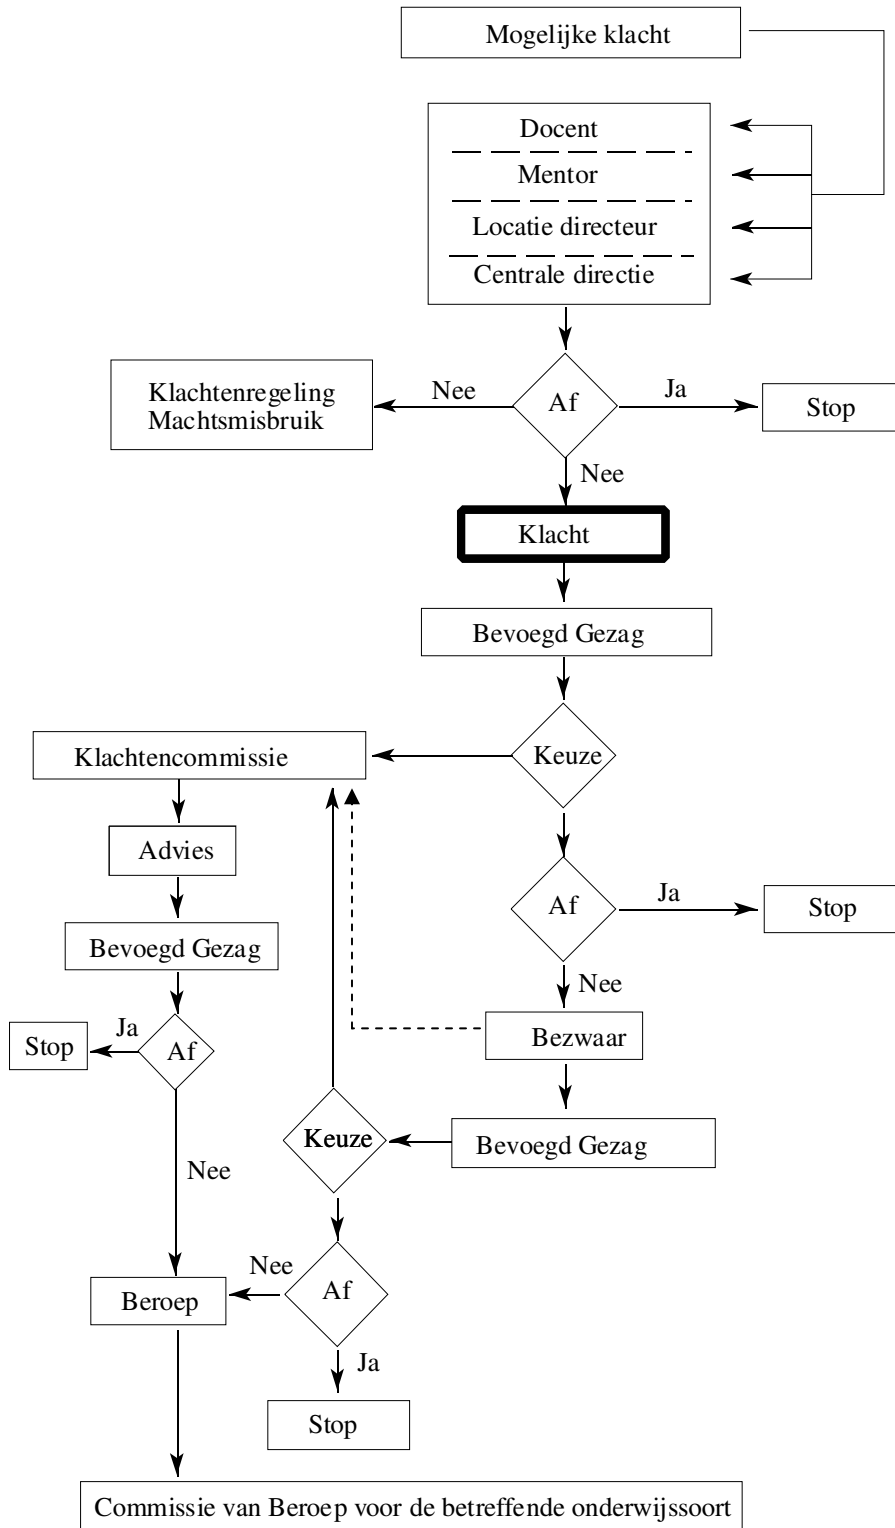 Mogelijke klacht
Docent
Mentor
Locatie directeur
Centrale directie
Klachtenregeling
Machtsmisbruik
Nee
Af
Ja
Stop
Nee
Klacht
Bevoegd Gezag
Klachtencommissie
Keuze
Advies
Af
Ja
Stop
Bevoegd Gezag
Nee
Stop
Ja
Af
Bezwaar
Keuze
Bevoegd Gezag
Nee
Nee
Af
Beroep
Ja
Stop
Commissie van Beroep voor de betreffende onderwijssoort